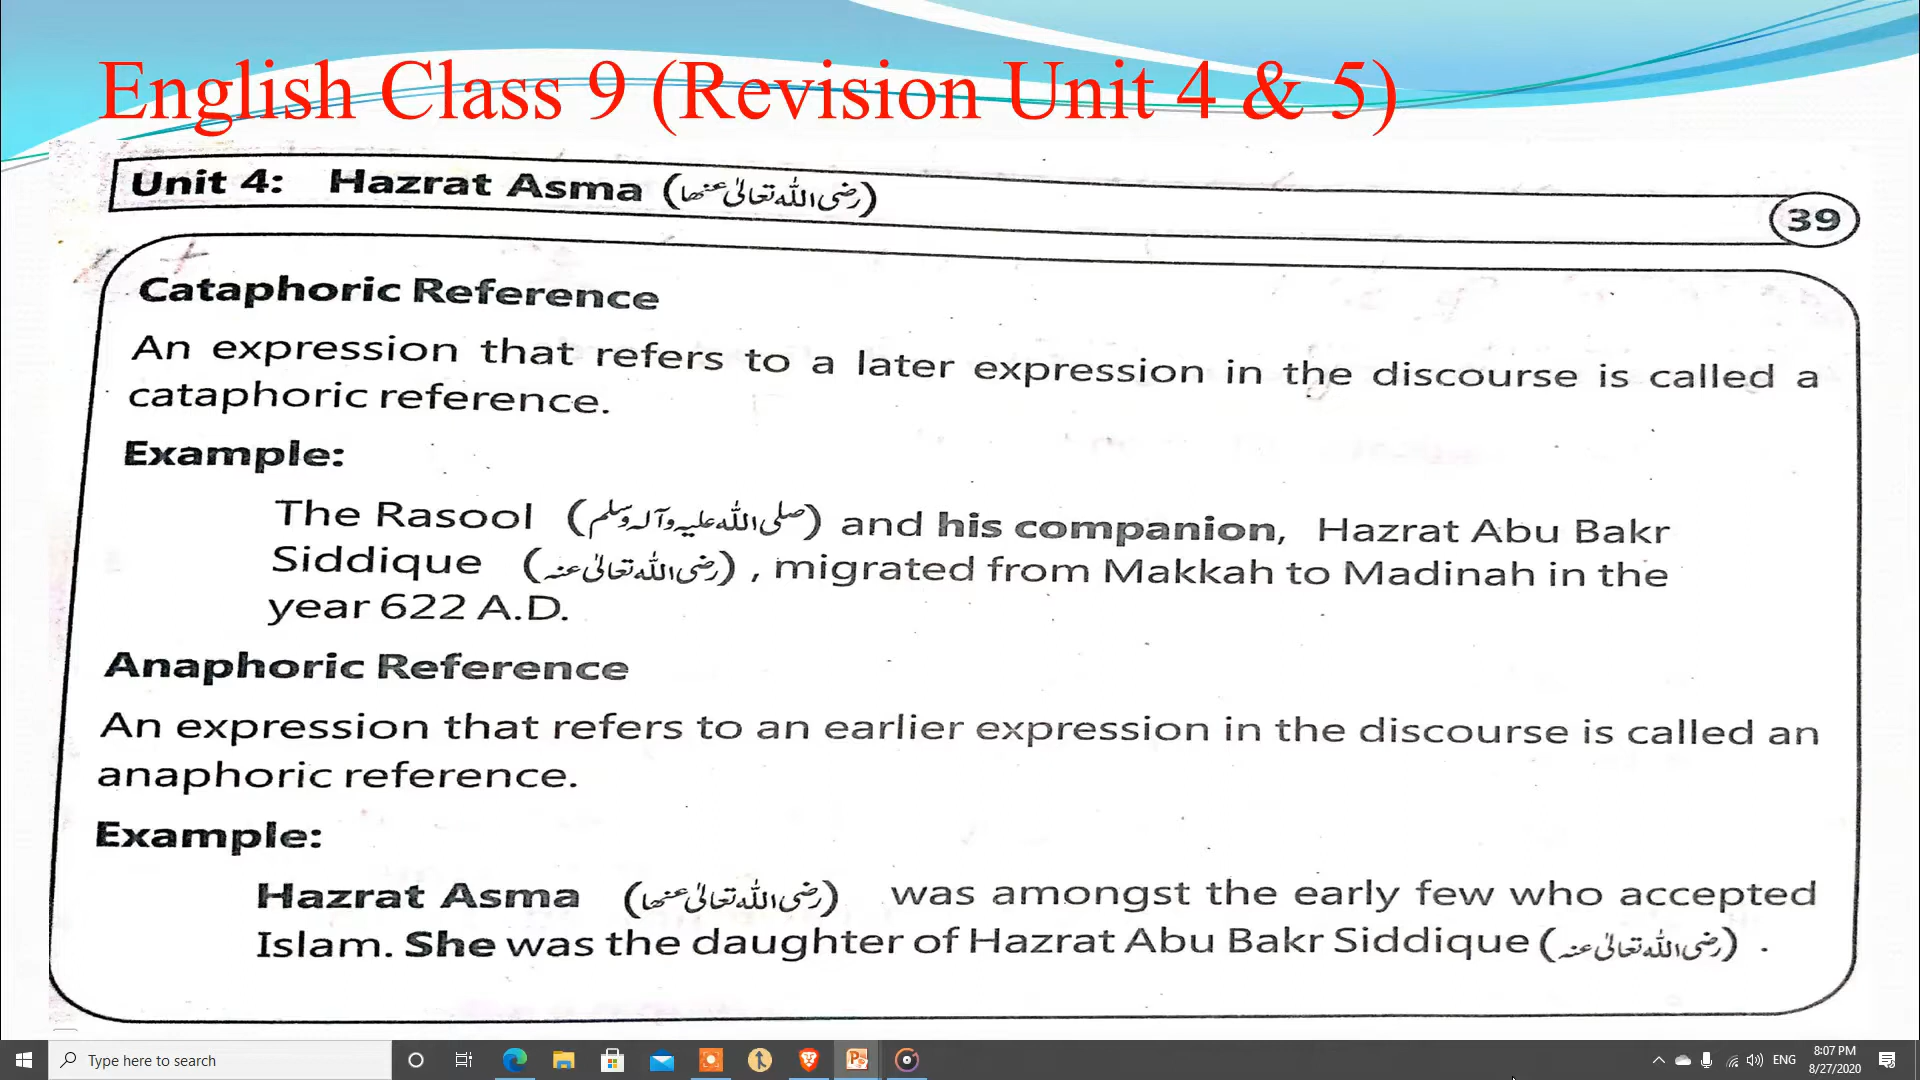 English Class 9 (Revision Unit 4 & 5)
Unit 4: Hazrat Asma (رضی اللہ تعالیٰ عنھا)
39
Cataphoric Reference
An expression that refers to a later expression in the discourse is called a
cataphoric reference.
Example:
The Rasool (صلی اللہ علیہ وآلہ وسلم) and his companion, Hazrat Abu Bakr
Siddique (رضی اللہ تعالیٰ عنہ), migrated from Makkah to Madinah in the
year 622 A.D.
Anaphoric Reference
An expression that refers to an earlier expression in the discourse is called an
anaphoric reference.
Example:
Hazrat Asma (رضی اللہ تعالیٰ عنھا) was amongst the early few who accepted
Islam. She was the daughter of Hazrat Abu Bakr Siddique (رضی اللہ تعالیٰ عنہ) .
Type here to search
ENG
8:07 PM
8/27/2020